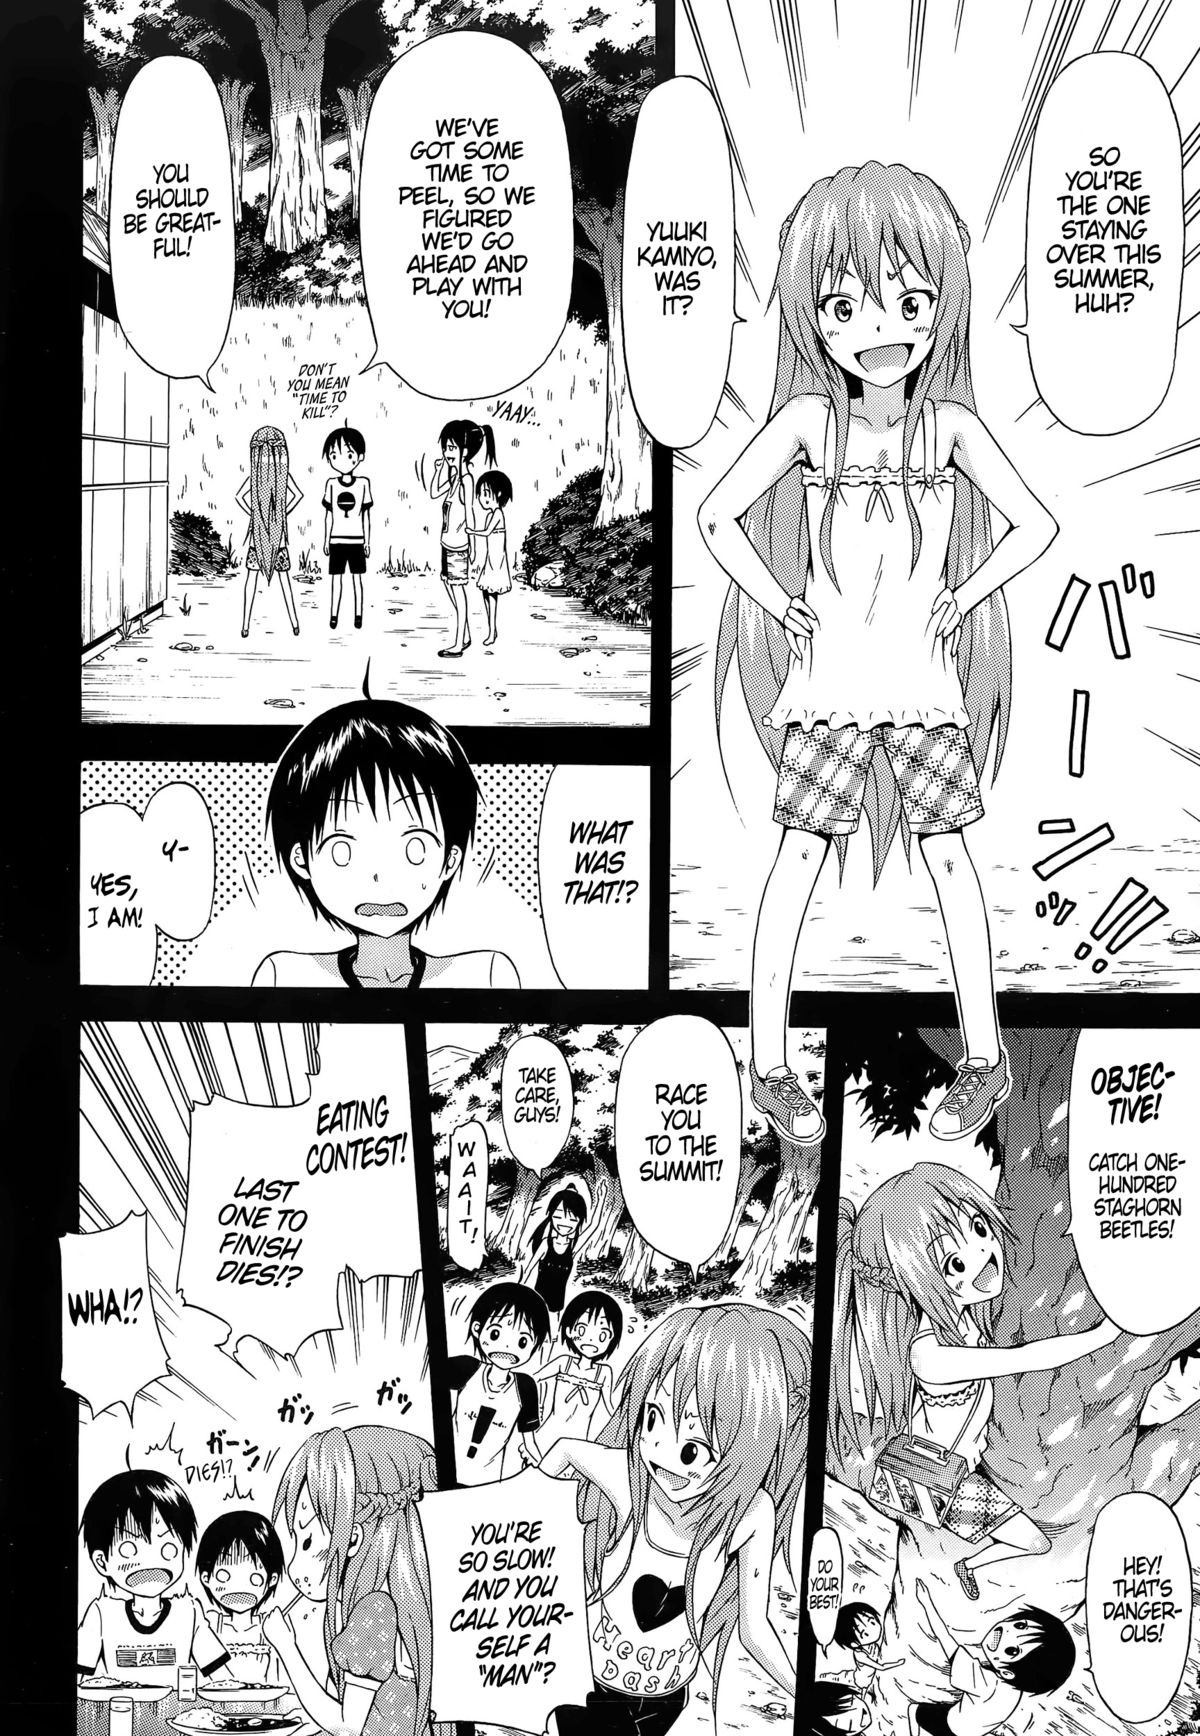 SO
YOU'RE
THE ONE
STAYING
OVER THIS
SUMMER,
HUH?
YUUKI
KAMIYO,
WAS
IT?
バーン!!!
WE'VE
GOT SOME
TIME TO
PEEL, SO WE
FIGURED
WE'D GO
AHEAD AND
PLAY WITH
YOU!
YOU
SHOULD
BE GREAT-
FUL!
DON'T
YOU MEAN
"TIME TO
KILL"?
YAAY...
WHAT
WAS
THAT!?
Y-
YES,
I AM!
OBJEC-
TIVE!
CATCH ONE-
HUNDRED
STAGHORN
BEETLES!
HEY!
THAT'S
DANGER-
OUS!
DO
YOUR
BEST!
RACE
YOU
TO THE
SUMMIT!
TAKE
CARE,
GUYS!
WAAIT!
YOU'RE
SO SLOW!
AND YOU
CALL YOUR-
SELF A
"MAN"?
Heart
dash
EATING
CONTEST!
LAST
ONE TO
FINISH
DIES!?
WHA!?
ガッ
ガッ
ガーン!
DIES!?